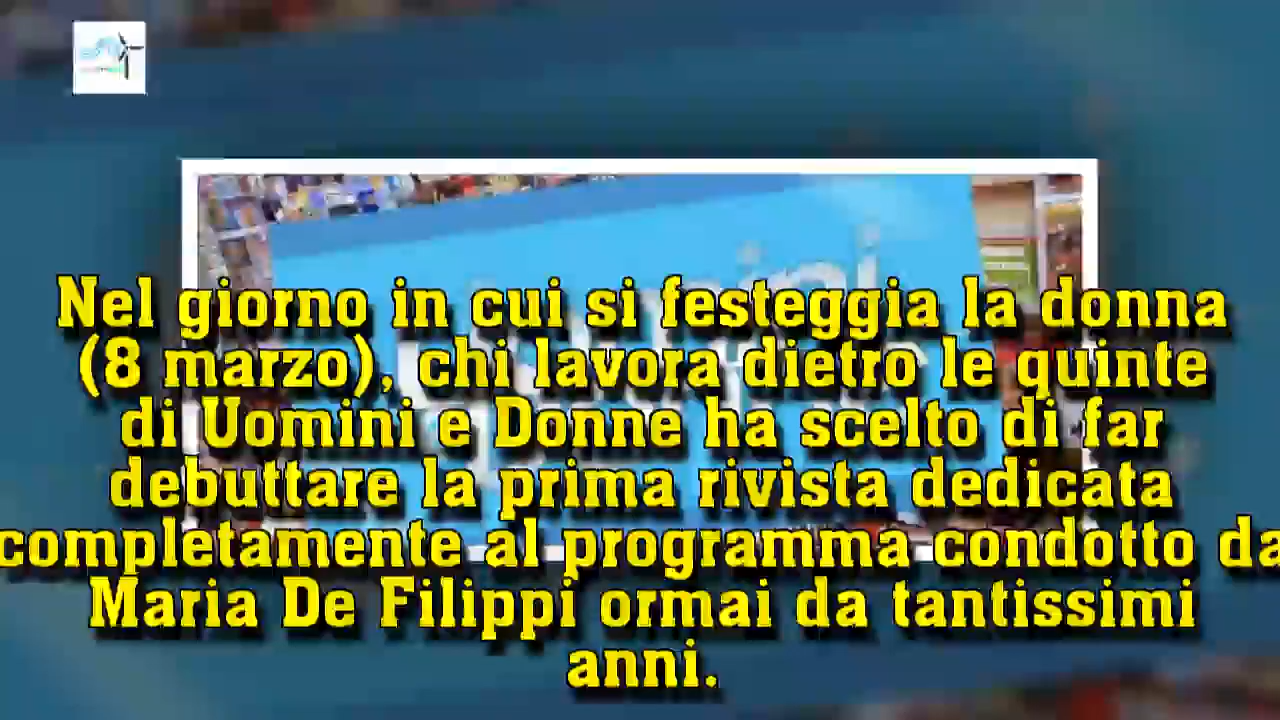 Nel giorno in cui si festeggia la donna
(8 marzo), chi lavora dietro le quinte
di Uomini e Donne ha scelto di far
debuttare la prima rivista dedicata
completamente al programma condotto da
Maria De Filippi ormai da tantissimi
anni.